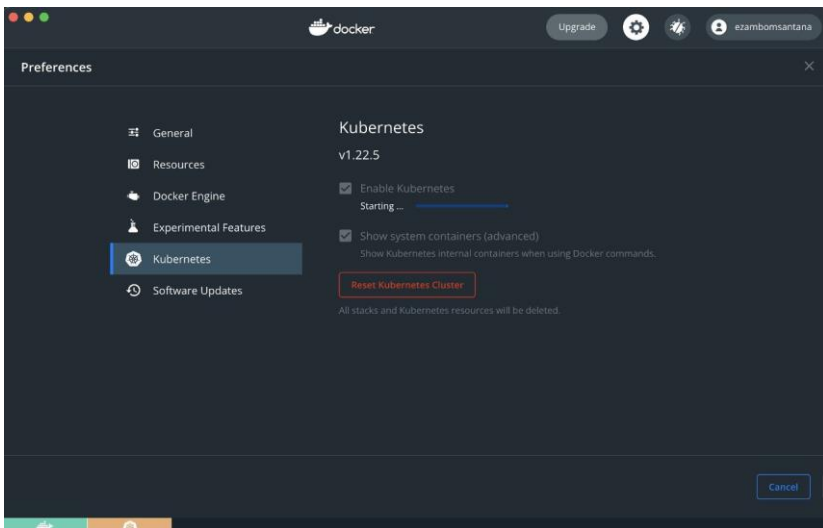 docker
Upgrade
ezambomsantana
Preferences
General
Resources
Docker Engine
Experimental Features
Kubernetes
Software Updates
Kubernetes
v1.22.5
Enable Kubernetes
Starting ...
Show system containers (advanced)
Show Kubernetes internal containers when using Docker commands.
Reset Kubernetes Cluster
All stacks and Kubernetes resources will be deleted.
Cancel